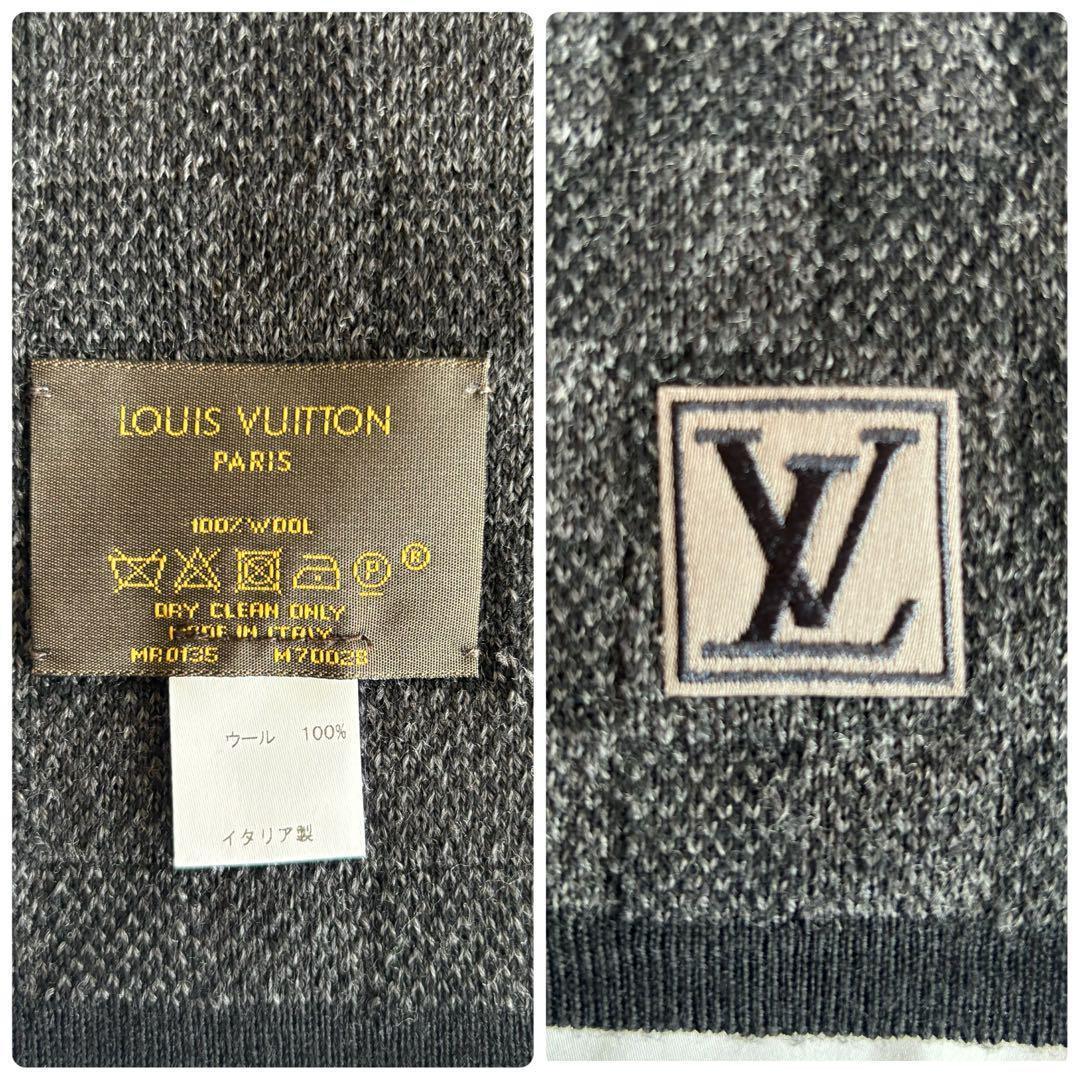 LOUIS VUITTON
PARIS
100% WOOL
P ®
DRY CLEAN ONLY
MADE IN ITALY
MR0135 M70028
ウール 100%
イタリア製
LV